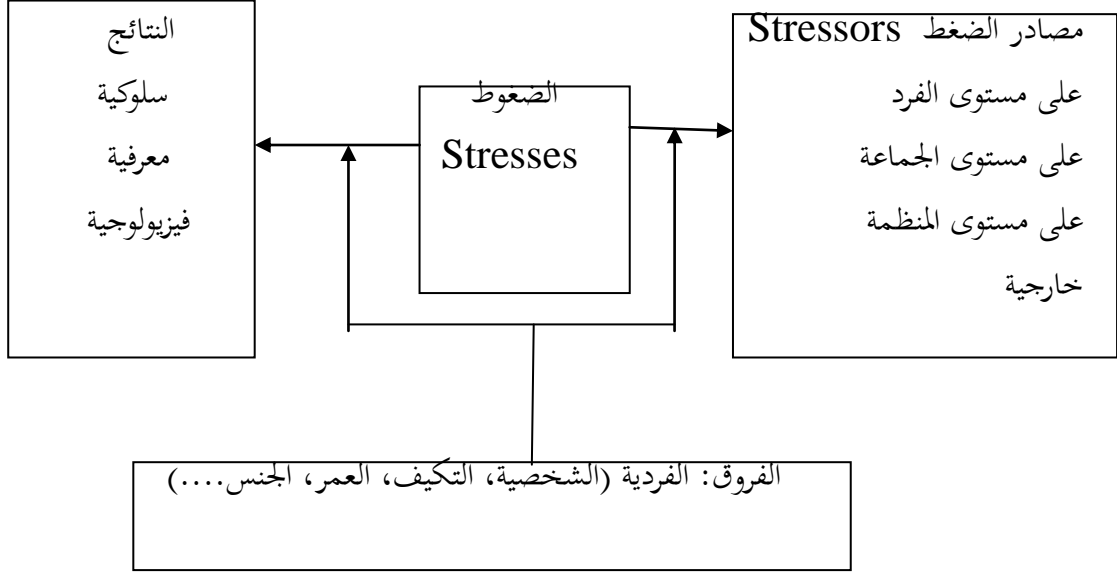 مصادر الضغط Stressors
على مستوى الفرد
على مستوى الجماعة
على مستوى المنظمة
خارجية
الضغوط
Stresses
النتائج
سلوكية
معرفية
فيزيولوجية
الفروق: الفردية (الشخصية، التكيف، العمر، الجنس....)